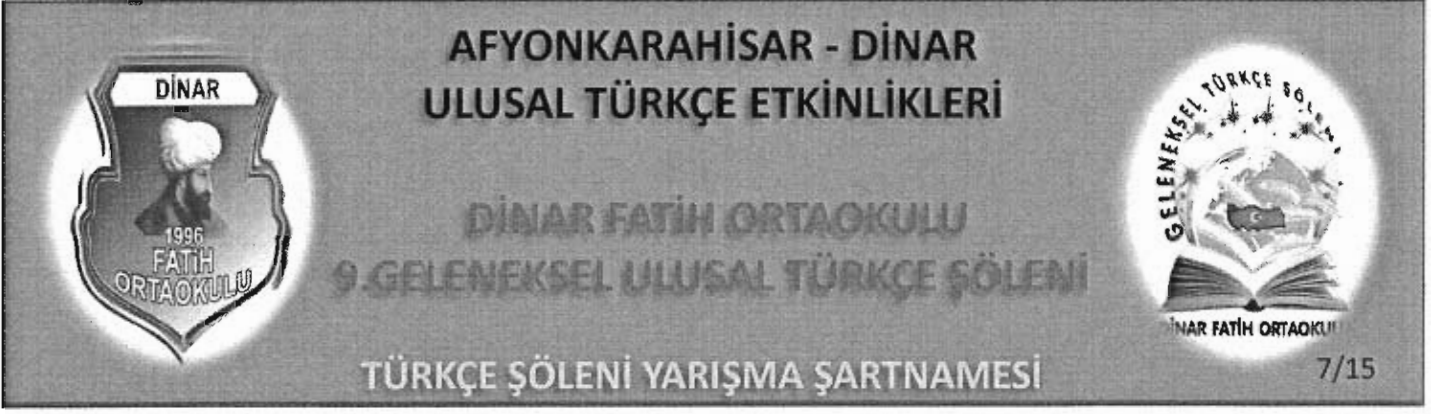 AFYONKARAHİSAR - DİNAR
ULUSAL TÜRKÇE ETKİNLİKLERİ
DİNAR
1996
FATİH
ORTAOKULU
DİNAR FATİH ORTAOKULU
9.GELENEKSEL ULUSAL TÜRKÇE ŞÖLENİ
GELENEKSEL TÜRKÇE ŞÖLENİ
DİNAR FATİH ORTAOKULU
TÜRKÇE ŞÖLENİ YARIŞMA ŞARTNAMESİ
7/15